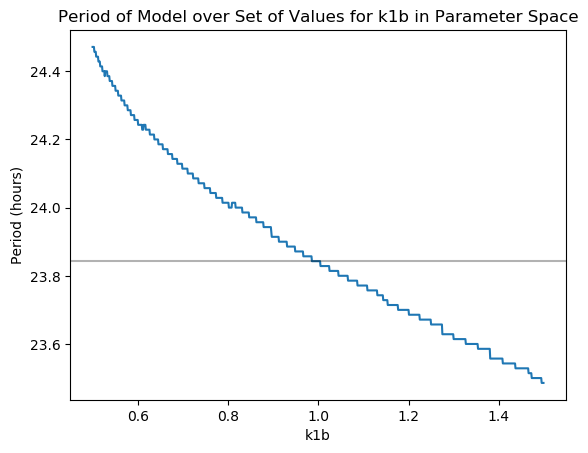 Period of Model over Set of Values for k1b in Parameter Space
24.4
24.2
24.0
23.8
23.6
Period (hours)
0.6 0.8 1.0 1.2 1.4
k1b